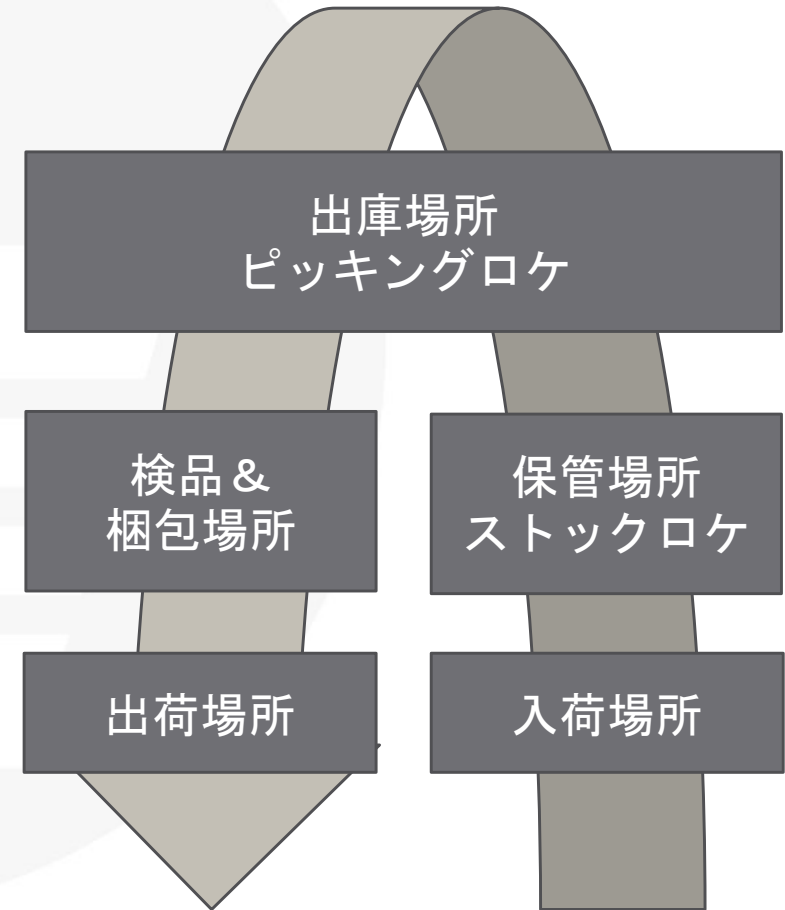 出庫場所
ピッキングロケ
検品＆
梱包場所
保管場所
ストックロケ
出荷場所
入荷場所